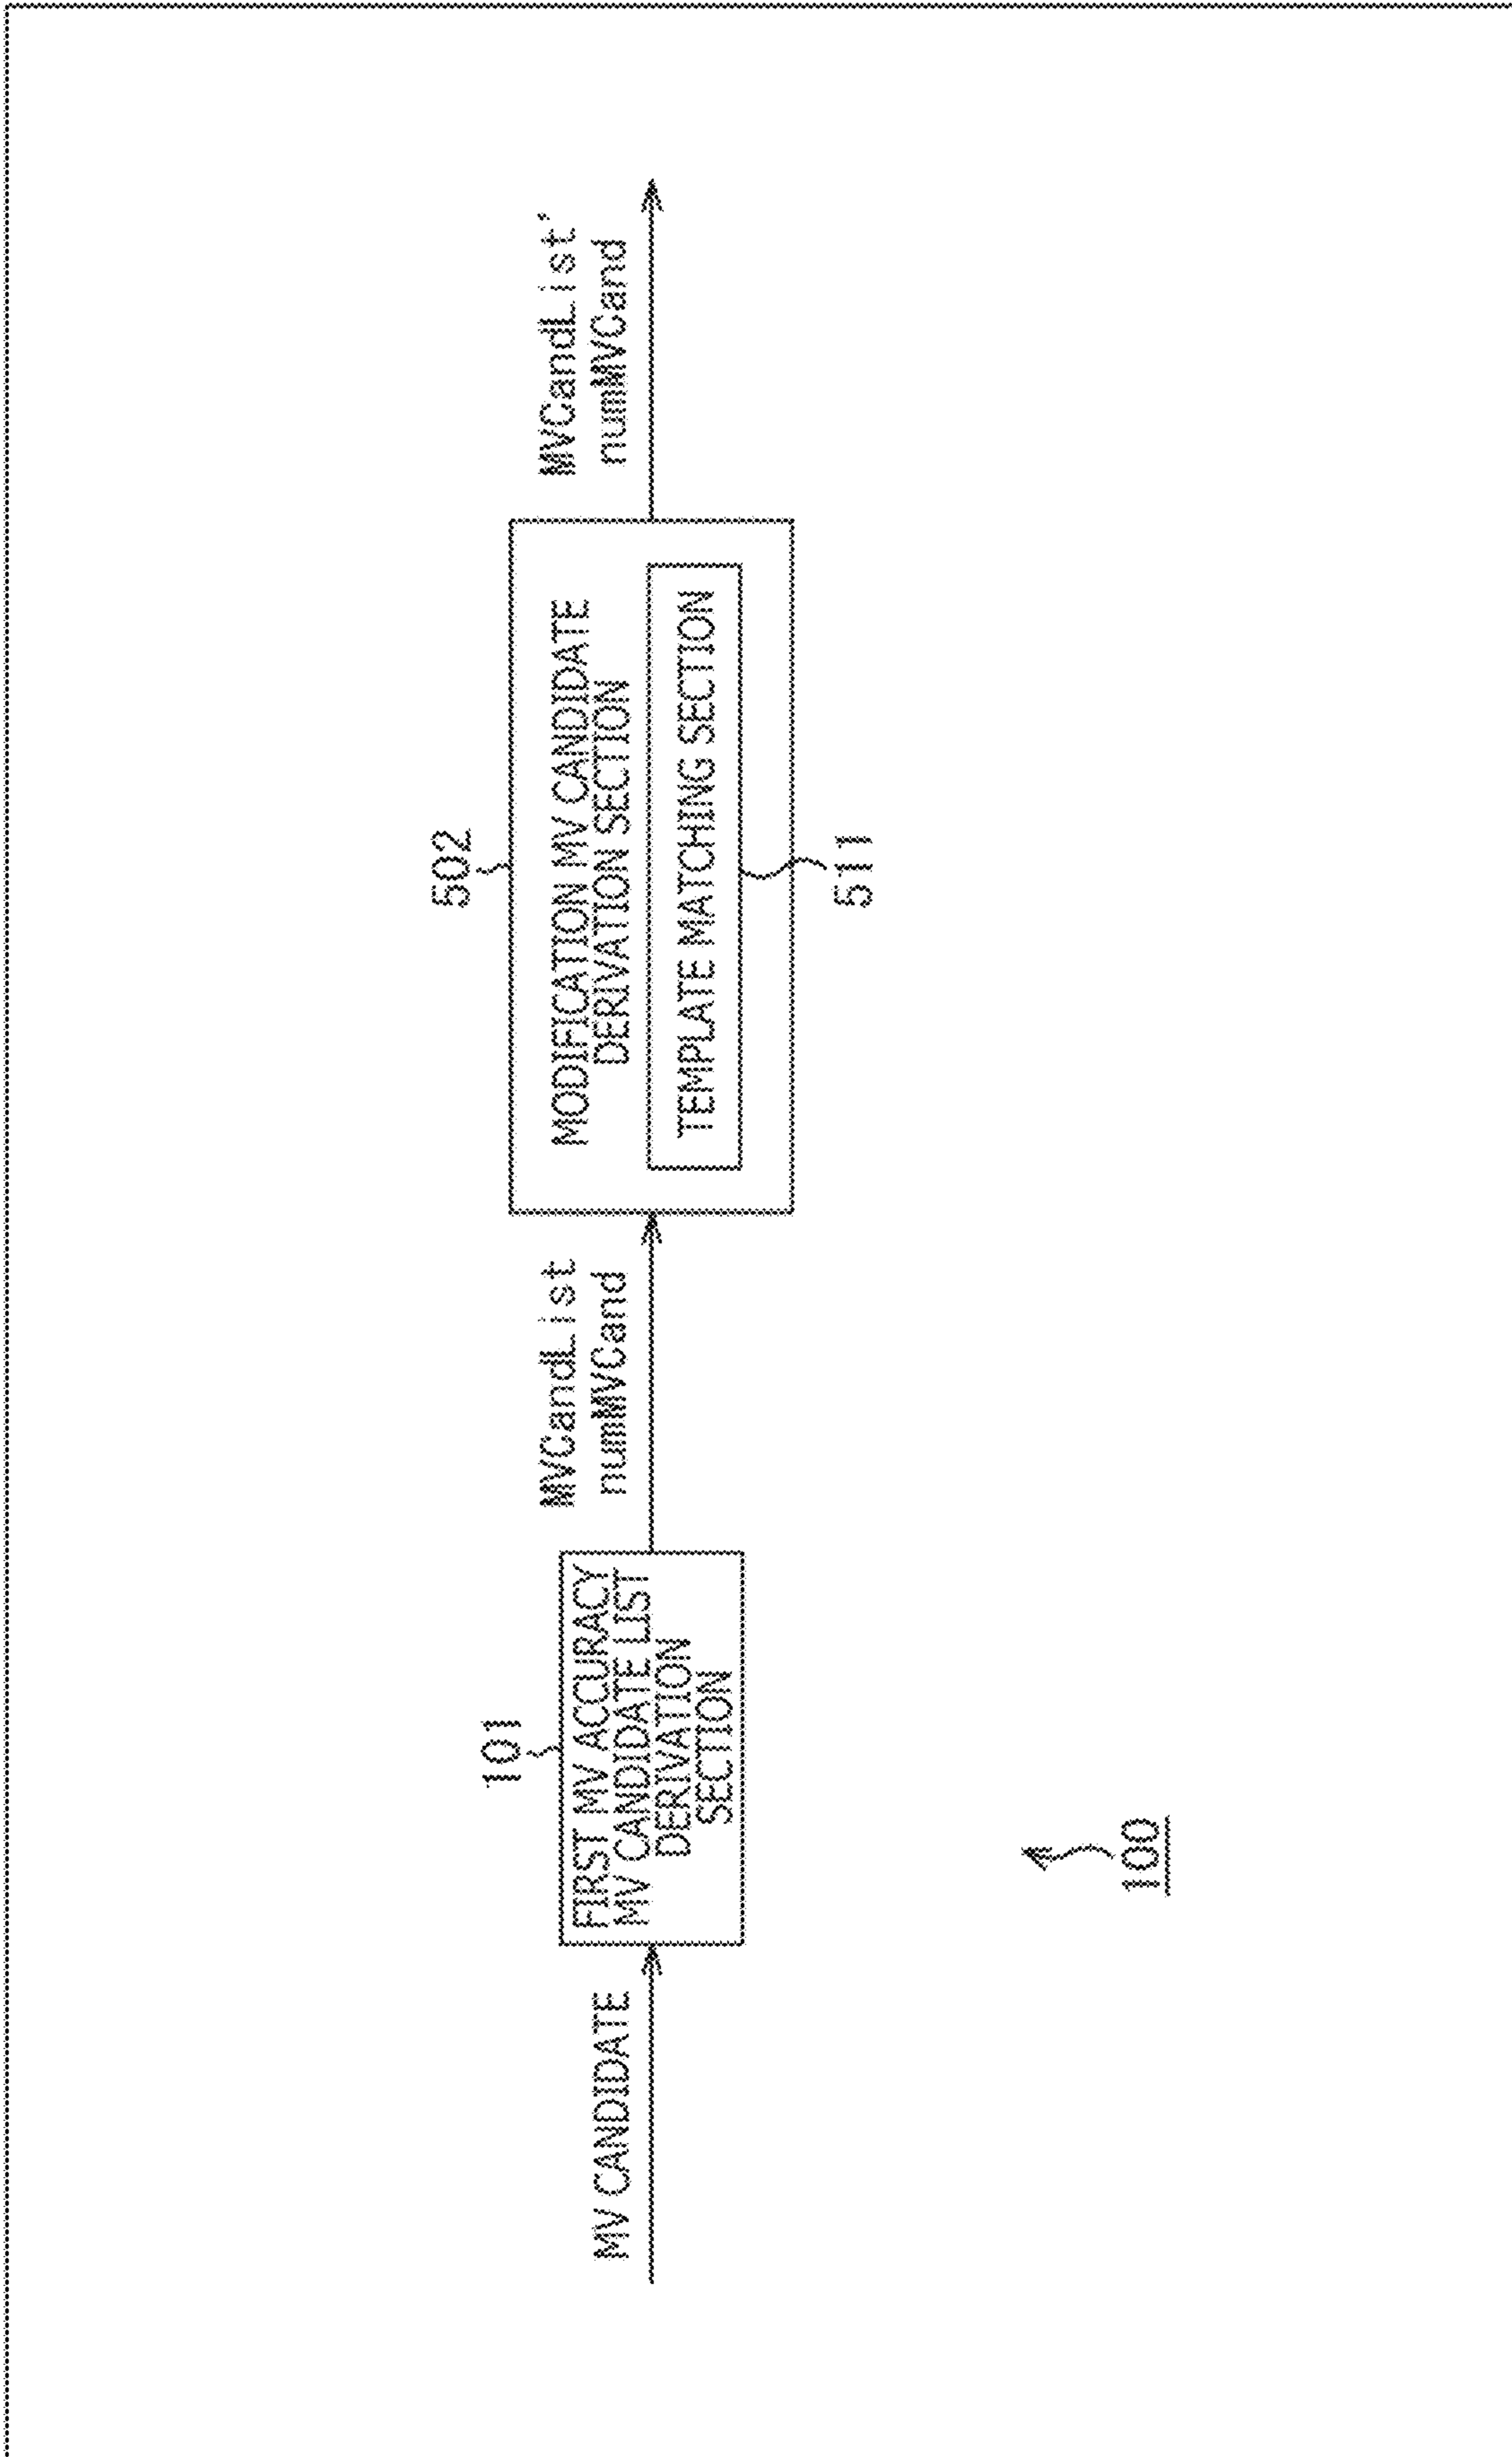 MV CANDIDATE
101
FIRST MV ACCURACY
MV CANDIDATE LIST
DERIVATION
SECTION
MVCandList
numMVCand
502
MODIFICATION MV CANDIDATE
DERIVATION SECTION
TEMPLATE MATCHING SECTION
511
MVCandList'
numMVCand
100